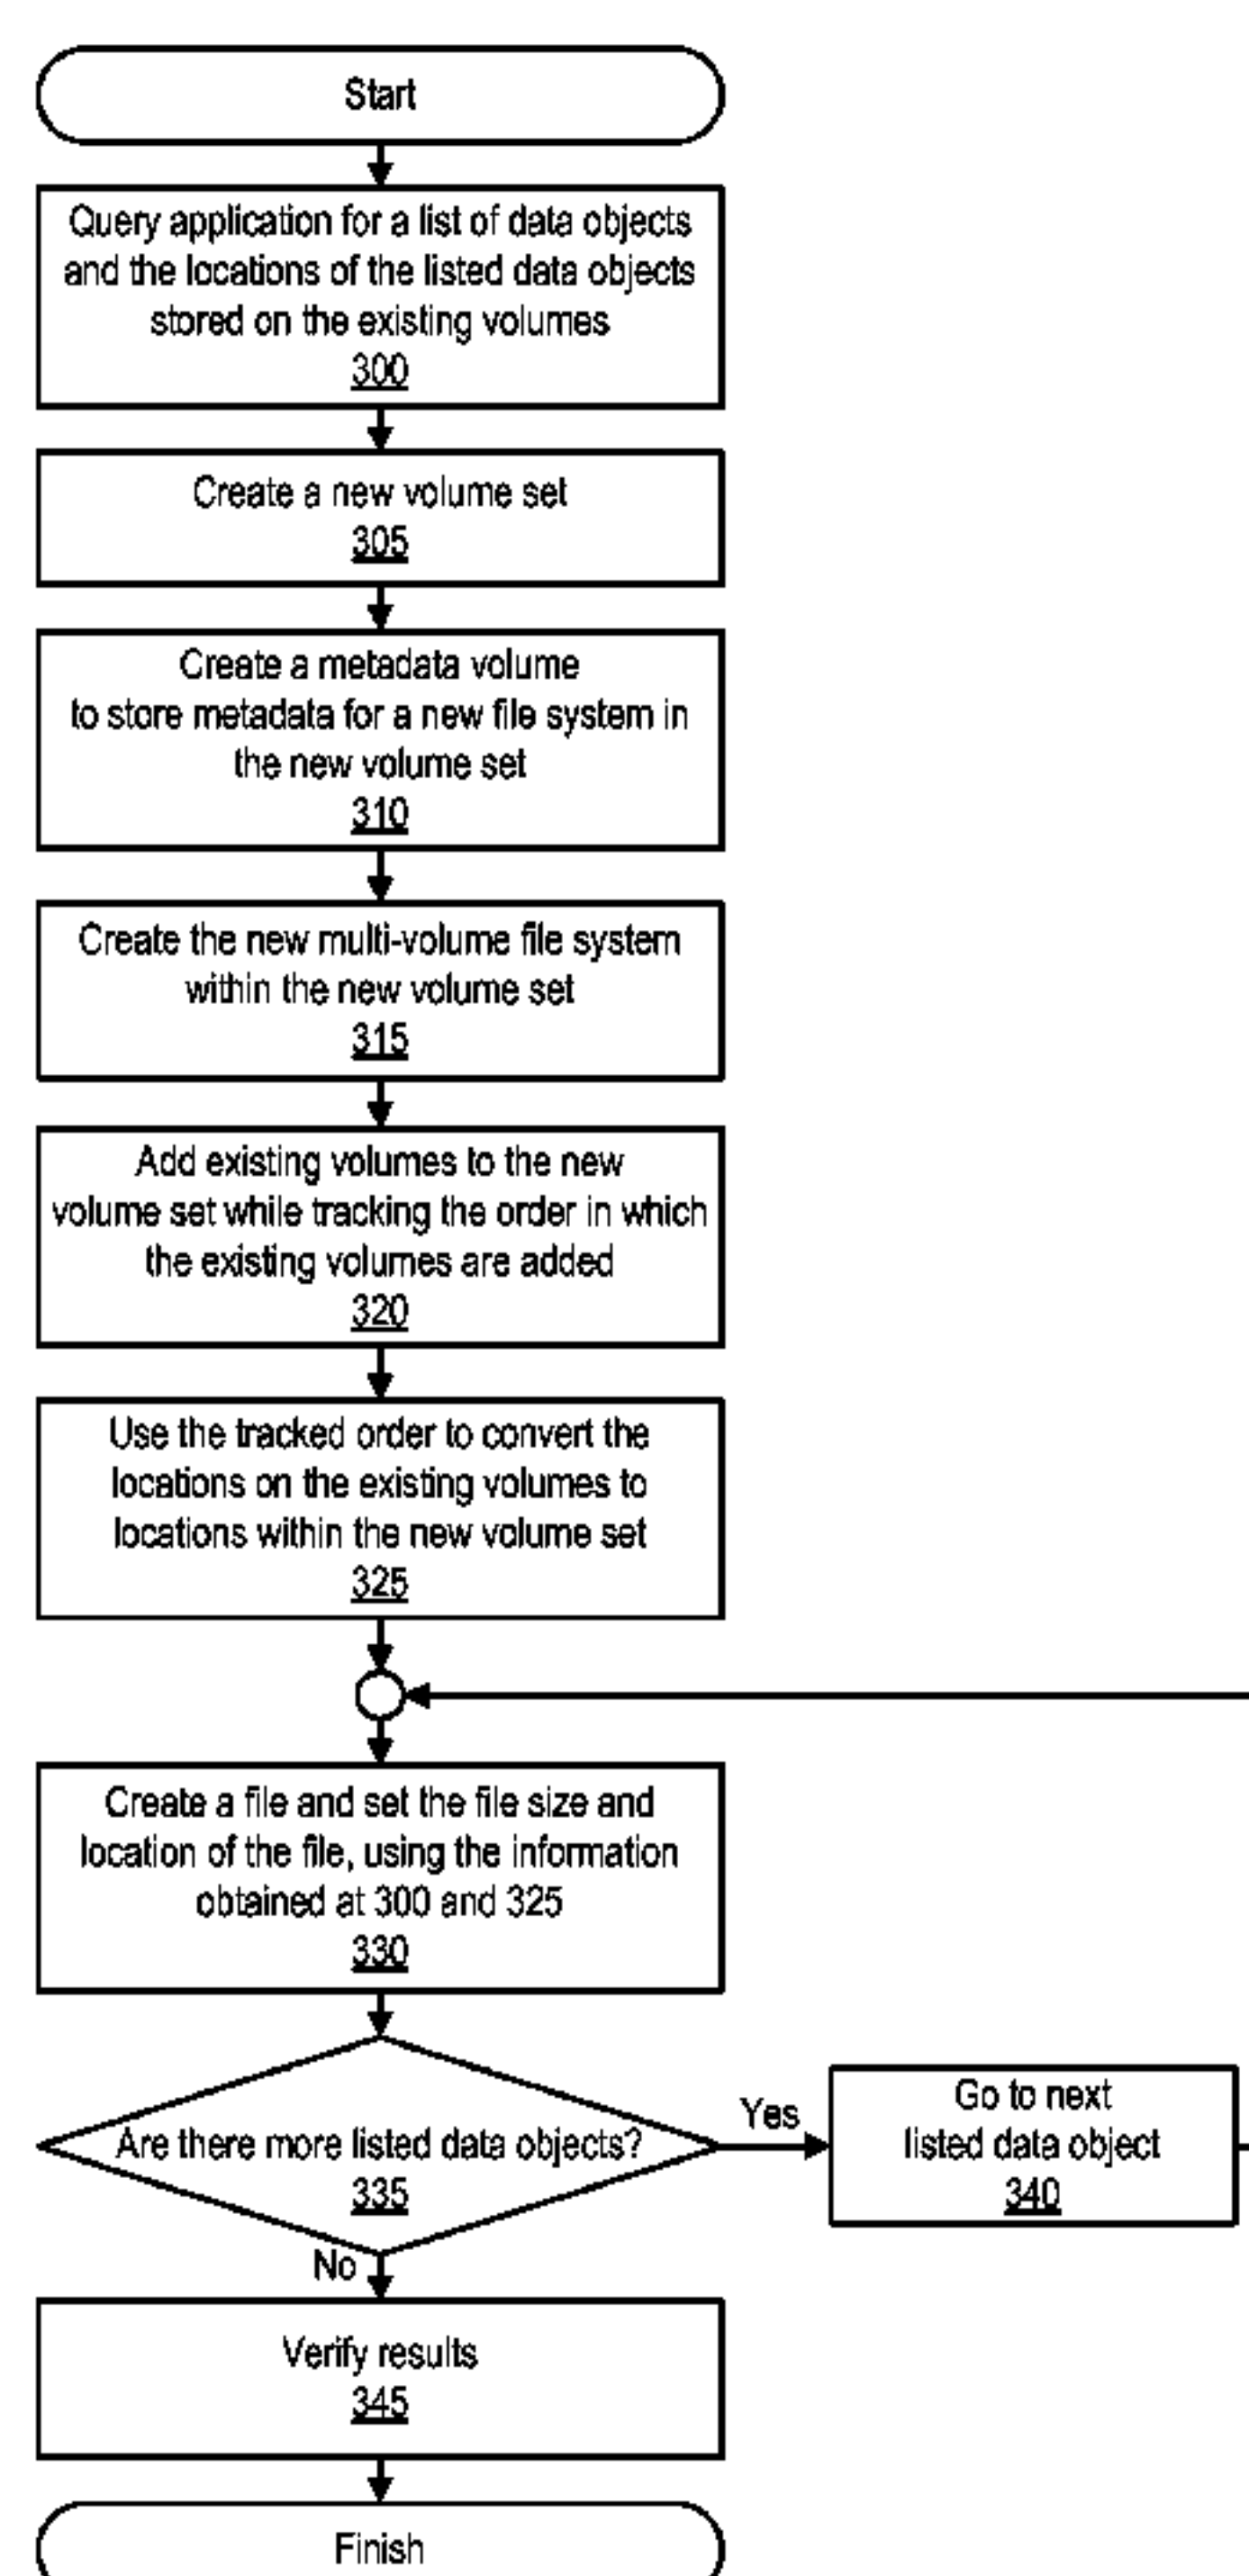 Start
Query application for a list of data objects
and the locations of the listed data objects
stored on the existing volumes
300
Create a new volume set
305
Create a metadata volume
to store metadata for a new file system in
the new volume set
310
Create the new multi-volume file system
within the new volume set
315
Add existing volumes to the new
volume set while tracking the order in which
the existing volumes are added
320
Use the tracked order to convert the
locations on the existing volumes to
locations within the new volume set
325
Create a file and set the file size and
location of the file, using the information
obtained at 300 and 325
330
Are there more listed data objects?
335
Yes
Go to next
listed data object
340
No
Verify results
345
Finish